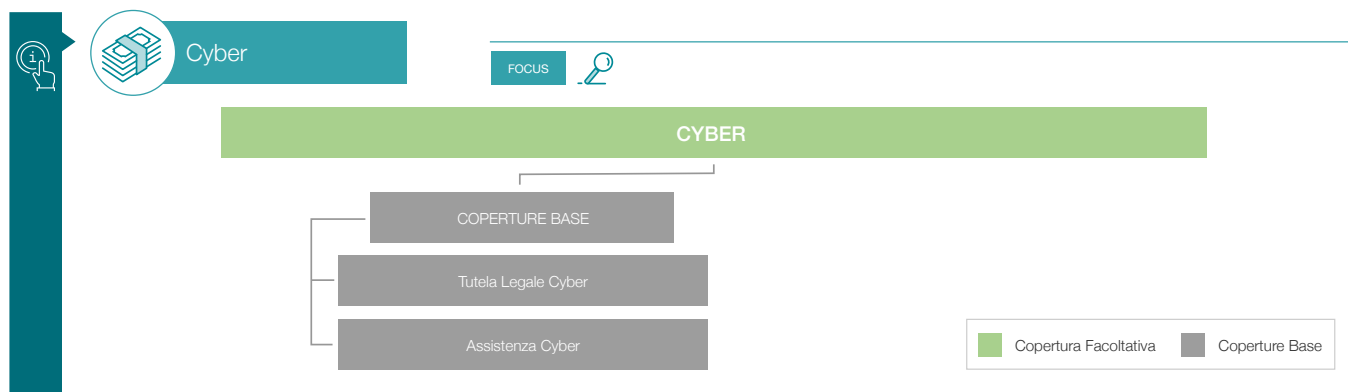 Cyber
FOCUS
CYBER
COPERTURE BASE
Tutela Legale Cyber
Assistenza Cyber
Copertura Facoltativa
Coperture Base